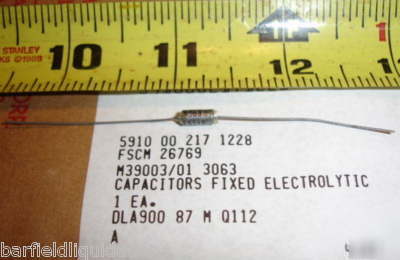 STANLEY
©1989
10 11 12
5910 00 217 1228
FSCM 26769
M39003/01 3063
CAPACITORS FIXED ELECTROLYTIC
1 EA.
DLA900 87 M Q112
A